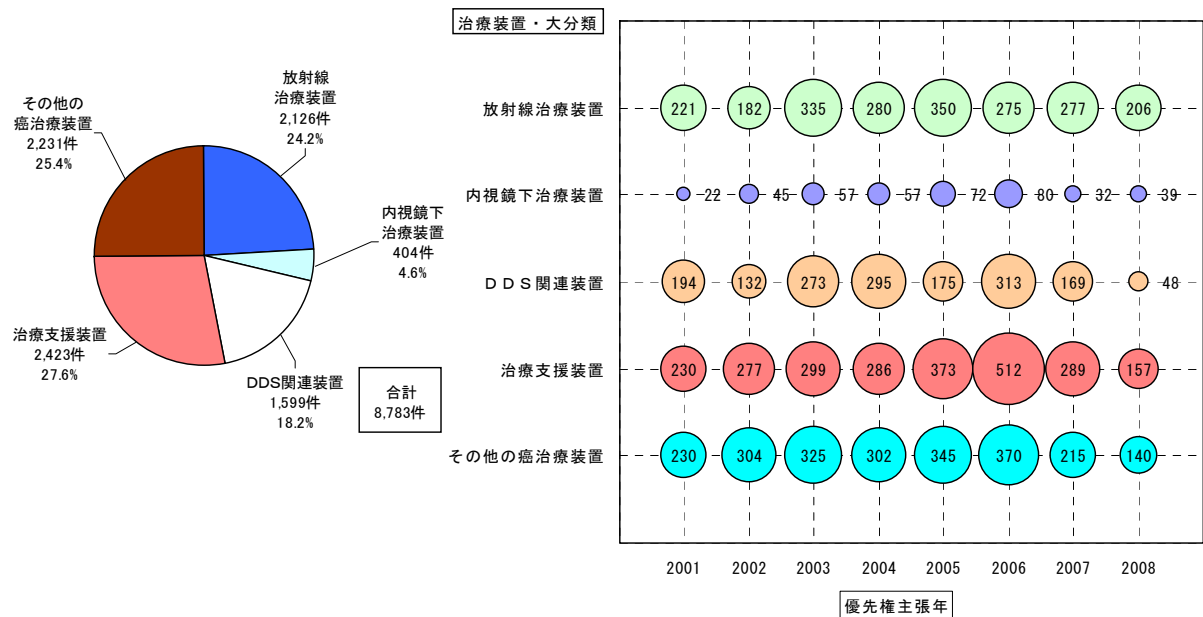 放射線
治療装置
2,126件
24.2%
その他の
癌治療装置
2,231件
25.4%
内視鏡下
治療装置
404件
4.6%
治療支援装置
2,423件
27.6%
DDS関連装置
1,599件
18.2%
合計
8,783件
治療装置・大分類
放射線治療装置 221 182 335 280 350 275 277 206
内視鏡下治療装置 22 45 57 57 72 80 32 39
DDS関連装置 194 132 273 295 175 313 169 48
治療支援装置 230 277 299 286 373 512 289 157
その他の癌治療装置 230 304 325 302 345 370 215 140
2001 2002 2003 2004 2005 2006 2007 2008
優先権主張年